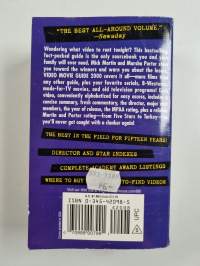 "THE BEST ALL-AROUND VOLUME."
—Newsday
Wondering what video to rent tonight? This bestselling,
fact-packed guide is the only sourcebook you and your
family will ever need. Mick Martin and Marsha Porter steer
you toward the winners and warn you about the losers.
VIDEO MOVIE GUIDE 2000 covers it all—more films than
any other guide, plus your favorite serials, B-Westerns,
made-for-TV movies, and old television programs! Each
video, conveniently alphabetized for easy access, includes
concise summary, fresh commentary, the director, major
members, the year of release, the MPAA rating, plus a reliable
Martin and Porter rating—from Five Stars to Turkey—
you'll never get caught with a clunker again!
THE BEST IN THE FIELD FOR FIFTEEN YEARS!
DIRECTOR AND STAR INDEXES
COMPLETE ACADEMY AWARD LISTINGS
WHERE TO BUY -TO-FIND VIDEOS
ISBN 0-345-42098-5
UPC